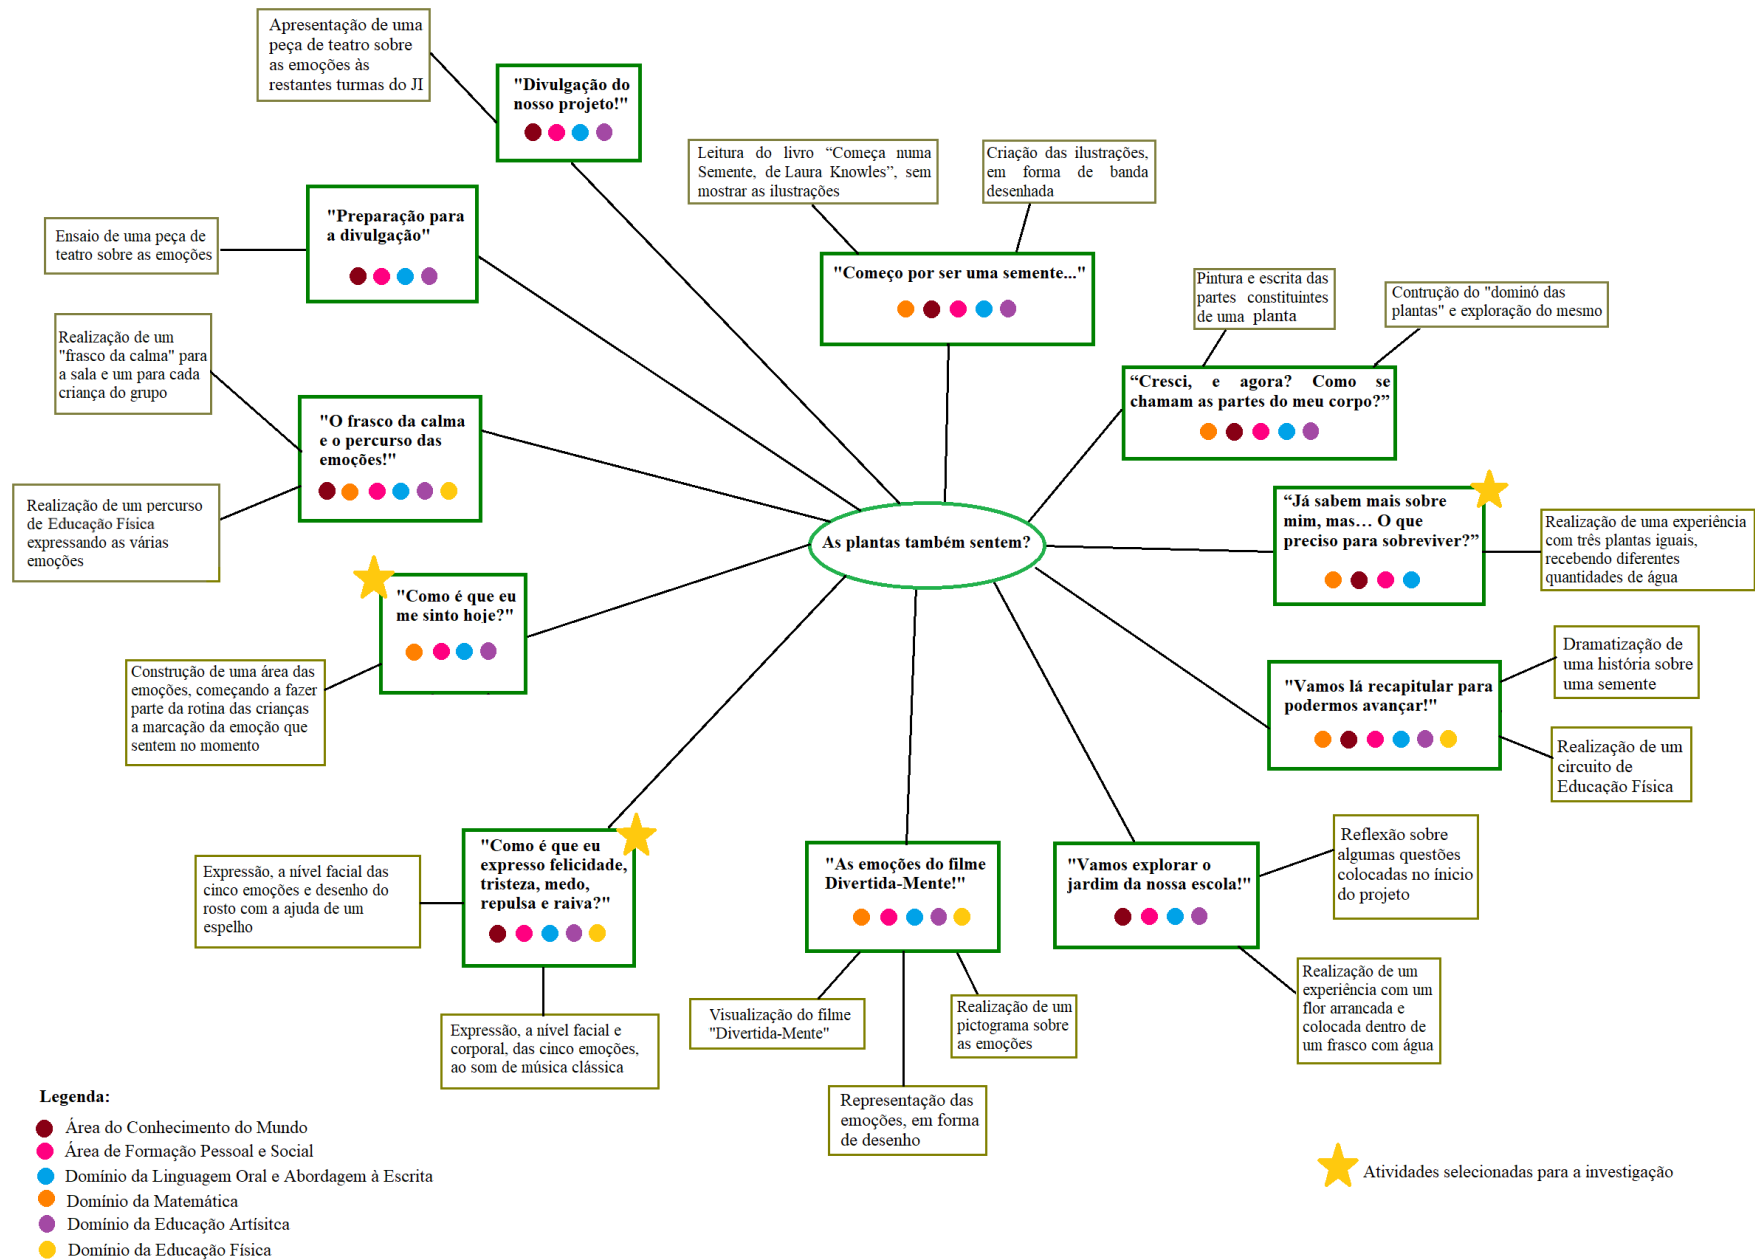 Apresentação de uma
peça de teatro sobre
as emoções às
restantes turmas do JI
"Divulgação do
nosso projeto!"
Leitura do livro “Começa numa
Semente, de Laura Knowles”, sem
mostrar as ilustrações
Criação das ilustrações,
em forma de banda
desenhada
"Preparação para
a divulgação"
Ensaio de uma peça de
teatro sobre as emoções
"Começo por ser uma semente..."
Pintura e escrita das
partes constituintes
de uma planta
Contrução do "dominó das
plantas" e exploração do mesmo
Realização de um
"frasco da calma" para
a sala e um para cada
criança do grupo
“Cresci, e agora? Como se
chamam as partes do meu corpo?”
"O frasco da calma
e o percurso das
emoções!"
Realização de um percurso
de Educação Física
expressando as várias
emoções
“Já sabem mais sobre
mim, mas… O que
preciso para sobreviver?”
Realização de uma experiência
com três plantas iguais,
recebendo diferentes
quantidades de água
As plantas também sentem?
"Como é que eu
me sinto hoje?"
Construção de uma área das
emoções, começando a fazer
parte da rotina das crianças
a marcação da emoção que
sentem no momento
Dramatização de
uma história sobre
uma semente
"Vamos lá recapitular para
podermos avançar!"
Realização de um
circuito de
Educação Física
"Como é que eu
expresso felicidade,
tristeza, medo,
repulsa e raiva?"
Expressão, a nível facial das
cinco emoções e desenho do
rosto com a ajuda de um
espelho
Expressão, a nível facial e
corporal, das cinco emoções,
ao som de música clássica
"As emoções do filme
Divertida-Mente!"
Visualização do filme
"Divertida-Mente"
Representação das
emoções, em forma
de desenho
Realização de um
pictograma sobre
as emoções
"Vamos explorar o
jardim da nossa escola!"
Reflexão sobre
algumas questões
colocadas no ínicio
do projeto
Realização de um
experiência com um
flor arrancada e
colocada dentro de
um frasco com água
Legenda:
Área do Conhecimento do Mundo
Área de Formação Pessoal e Social
Domínio da Linguagem Oral e Abordagem à Escrita
Domínio da Matemática
Domínio da Educação Artísitca
Domínio da Educação Física
Atividades selecionadas para a investigação